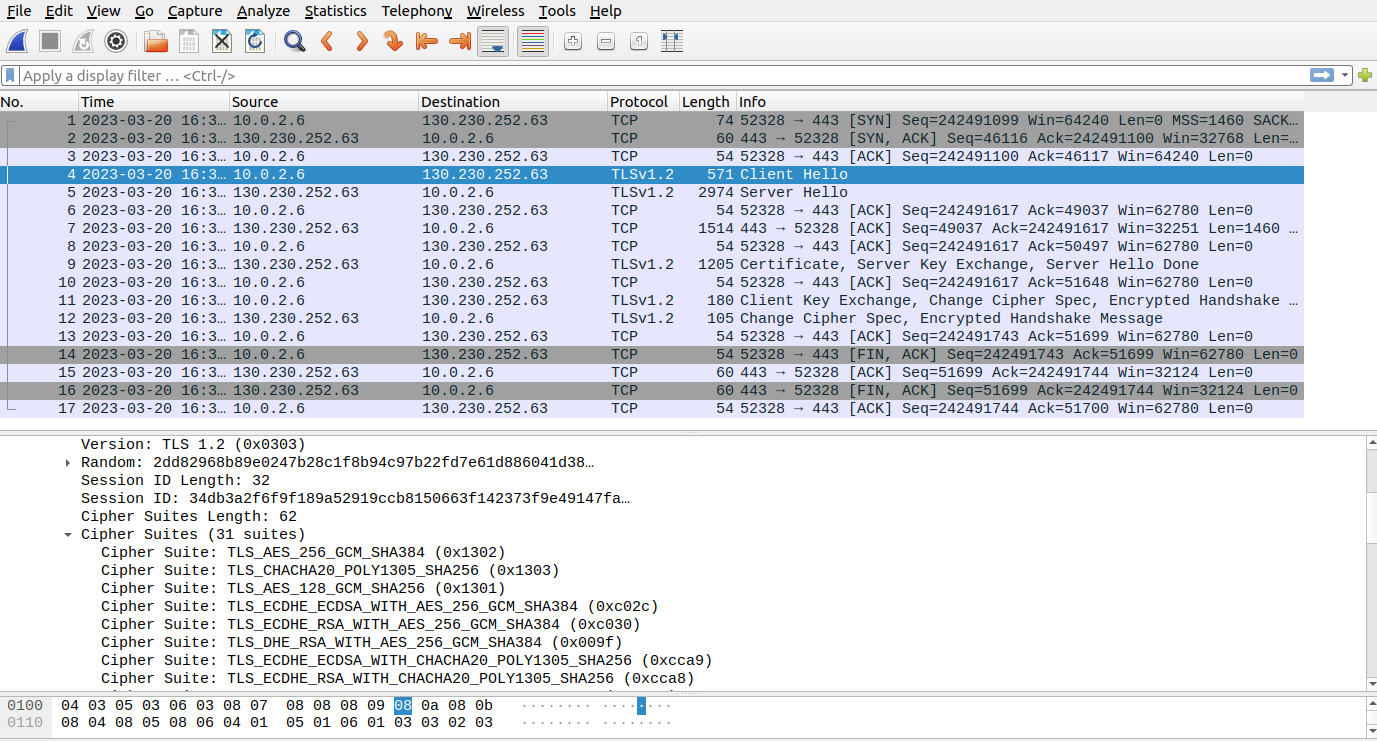 File Edit View Go Capture Analyze Statistics Telephony Wireless Tools Help
Apply a display filter … <Ctrl-/>
No. Time Source Destination Protocol Length Info
1 2023-03-20 16:3… 10.0.2.6 130.230.252.63 TCP 74 52328 → 443 [SYN] Seq=242491099 Win=64240 Len=0 MSS=1460 SACK…
2 2023-03-20 16:3… 130.230.252.63 10.0.2.6 TCP 60 443 → 52328 [SYN, ACK] Seq=46116 Ack=242491100 Win=32768 Len=…
3 2023-03-20 16:3… 10.0.2.6 130.230.252.63 TCP 54 52328 → 443 [ACK] Seq=242491100 Ack=46117 Win=64240 Len=0
4 2023-03-20 16:3… 10.0.2.6 130.230.252.63 TLSv1.2 571 Client Hello
5 2023-03-20 16:3… 130.230.252.63 10.0.2.6 TLSv1.2 2974 Server Hello
6 2023-03-20 16:3… 10.0.2.6 130.230.252.63 TCP 54 52328 → 443 [ACK] Seq=242491617 Ack=49037 Win=62780 Len=0
7 2023-03-20 16:3… 130.230.252.63 10.0.2.6 TCP 1514 443 → 52328 [ACK] Seq=49037 Ack=242491617 Win=32251 Len=1460 …
8 2023-03-20 16:3… 10.0.2.6 130.230.252.63 TCP 54 52328 → 443 [ACK] Seq=242491617 Ack=50497 Win=62780 Len=0
9 2023-03-20 16:3… 130.230.252.63 10.0.2.6 TLSv1.2 1205 Certificate, Server Key Exchange, Server Hello Done
10 2023-03-20 16:3… 10.0.2.6 130.230.252.63 TCP 54 52328 → 443 [ACK] Seq=242491617 Ack=51648 Win=62780 Len=0
11 2023-03-20 16:3… 10.0.2.6 130.230.252.63 TLSv1.2 180 Client Key Exchange, Change Cipher Spec, Encrypted Handshake …
12 2023-03-20 16:3… 130.230.252.63 10.0.2.6 TLSv1.2 105 Change Cipher Spec, Encrypted Handshake Message
13 2023-03-20 16:3… 10.0.2.6 130.230.252.63 TCP 54 52328 → 443 [ACK] Seq=242491743 Ack=51699 Win=62780 Len=0
14 2023-03-20 16:3… 10.0.2.6 130.230.252.63 TCP 54 52328 → 443 [FIN, ACK] Seq=242491743 Ack=51699 Win=62780 Len=0
15 2023-03-20 16:3… 130.230.252.63 10.0.2.6 TCP 60 443 → 52328 [ACK] Seq=51699 Ack=242491744 Win=32124 Len=0
16 2023-03-20 16:3… 130.230.252.63 10.0.2.6 TCP 60 443 → 52328 [FIN, ACK] Seq=51699 Ack=242491744 Win=32124 Len=0
17 2023-03-20 16:3… 10.0.2.6 130.230.252.63 TCP 54 52328 → 443 [ACK] Seq=242491744 Ack=51700 Win=62780 Len=0
Version: TLS 1.2 (0x0303)
Random: 2dd82968b89e0247b28c1f8b94c97b22fd7e61d886041d38…
Session ID Length: 32
Session ID: 34db3a2f6f9f189a52919ccb8150663f142373f9e49147fa…
Cipher Suites Length: 62
Cipher Suites (31 suites)
Cipher Suite: TLS_AES_256_GCM_SHA384 (0x1302)
Cipher Suite: TLS_CHACHA20_POLY1305_SHA256 (0x1303)
Cipher Suite: TLS_AES_128_GCM_SHA256 (0x1301)
Cipher Suite: TLS_ECDHE_ECDSA_WITH_AES_256_GCM_SHA384 (0xc02c)
Cipher Suite: TLS_ECDHE_RSA_WITH_AES_256_GCM_SHA384 (0xc030)
Cipher Suite: TLS_DHE_RSA_WITH_AES_256_GCM_SHA384 (0x009f)
Cipher Suite: TLS_ECDHE_ECDSA_WITH_CHACHA20_POLY1305_SHA256 (0xcca9)
Cipher Suite: TLS_ECDHE_RSA_WITH_CHACHA20_POLY1305_SHA256 (0xcca8)
0100 04 03 05 03 06 03 08 07 08 08 08 09 08 0a 08 0b ········ ········
0110 08 04 08 05 08 06 04 01 05 01 06 01 03 03 02 03 ········ ········